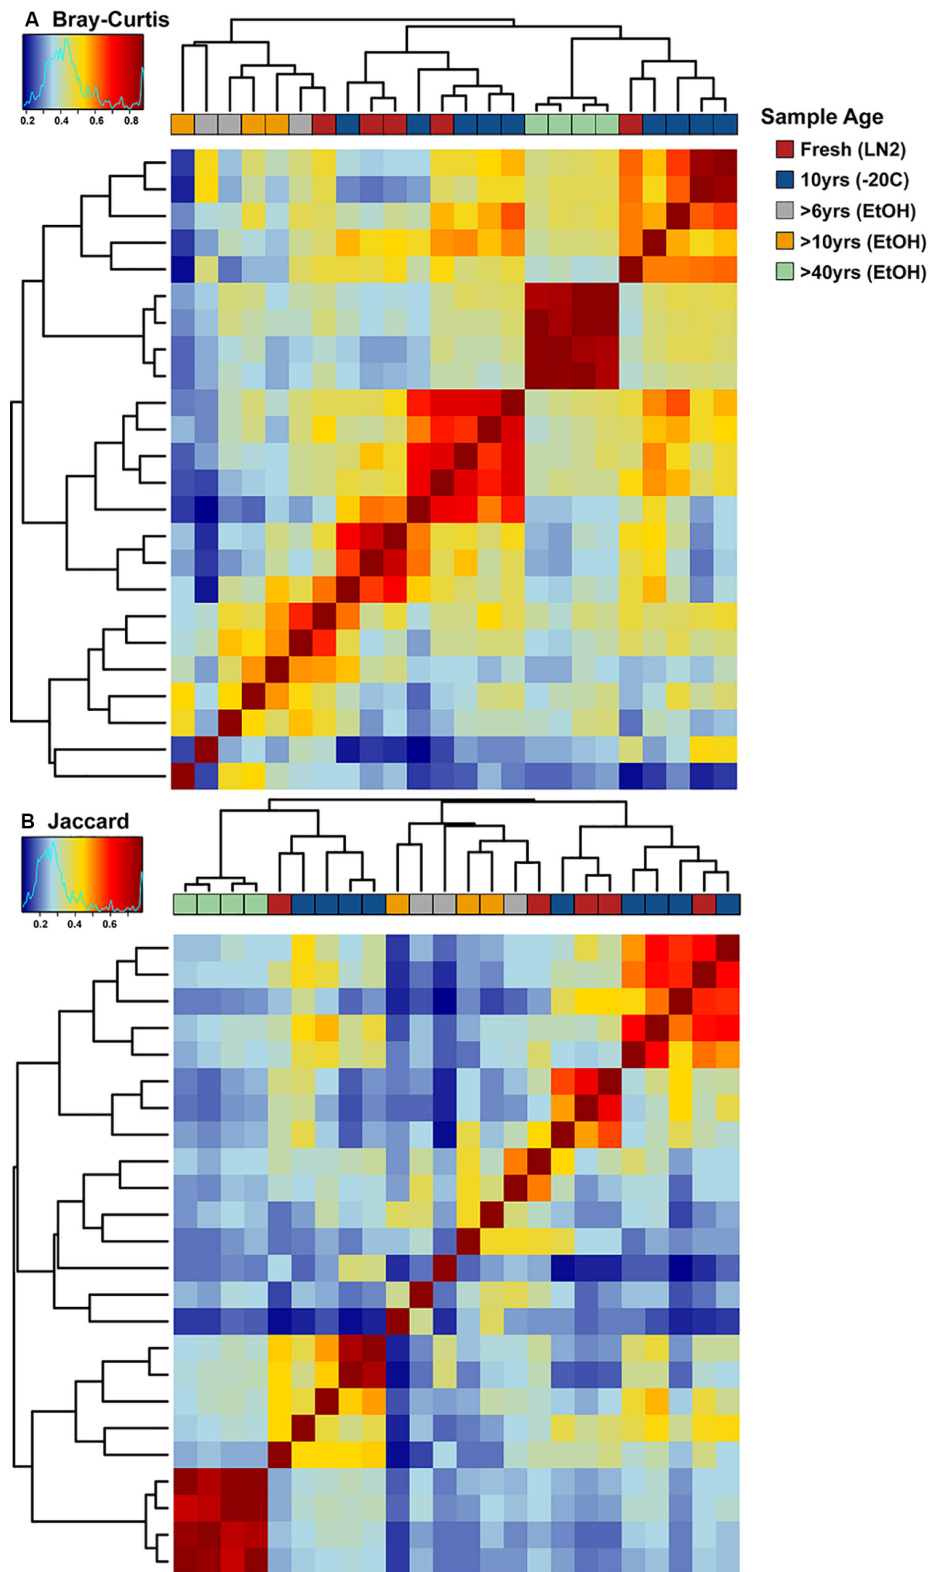 A Bray-Curtis
0.2 0.4 0.6 0.8
Sample Age
Fresh (LN2)
10yrs (-20C)
>6yrs (EtOH)
>10yrs (EtOH)
>40yrs (EtOH)
B Jaccard
0.2 0.4 0.6